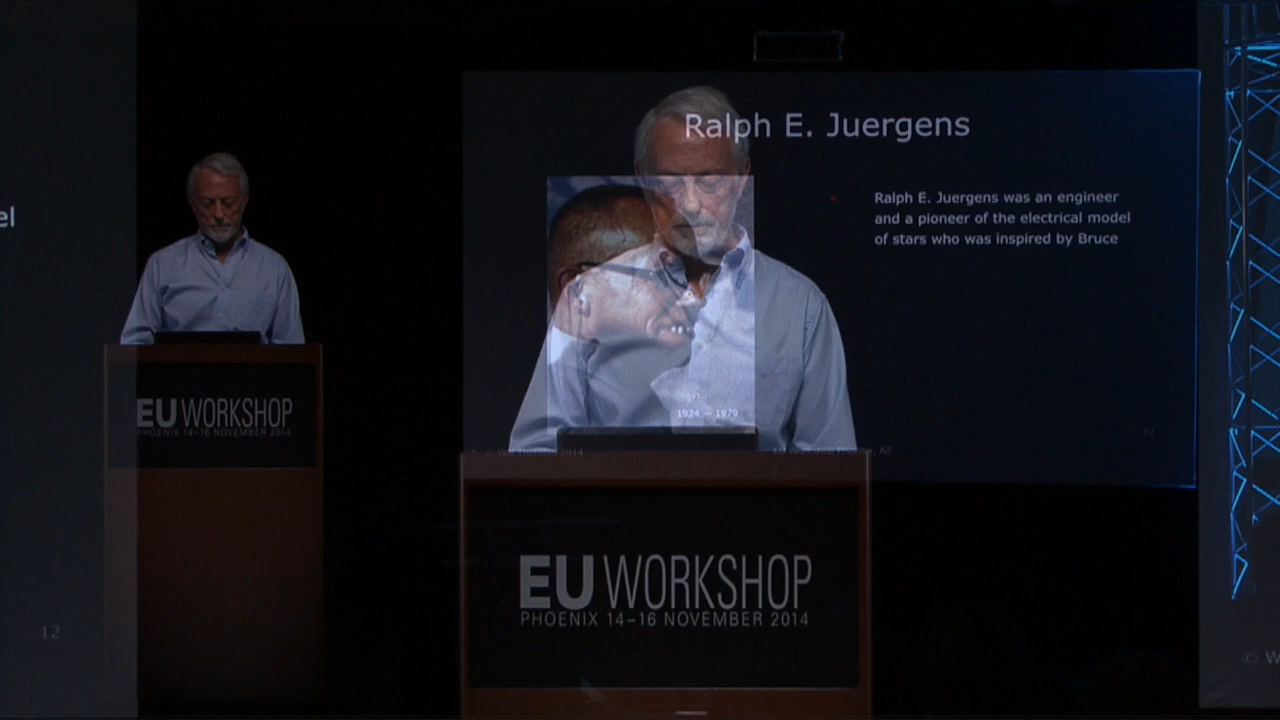 Ralph E. Juergens
Ralph E. Juergens was an engineer
and a pioneer of the electrical model
of stars who was inspired by Bruce
el
1924 – 1979
12
2014
AZ
EU WORKSHOP
PHOENIX 14–16 NOVEMBER 2014
EU WORKSHOP
PHOENIX 14–16 NOVEMBER 2014
12
© W